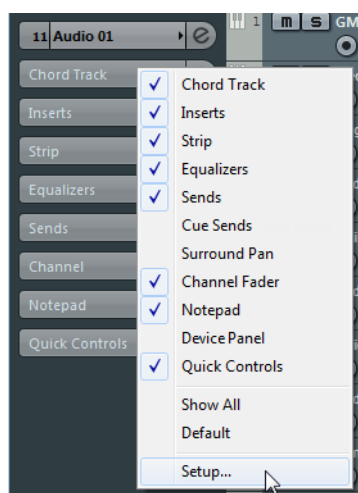 1 m S GM
11 Audio 01 e
Chord Track
Inserts
Strip
Equalizers
Sends
Channel
Notepad
Quick Controls
Chord Track
Inserts
Strip
Equalizers
Sends
Cue Sends
Surround Pan
Channel Fader
Notepad
Device Panel
Quick Controls
Show All
Default
Setup...